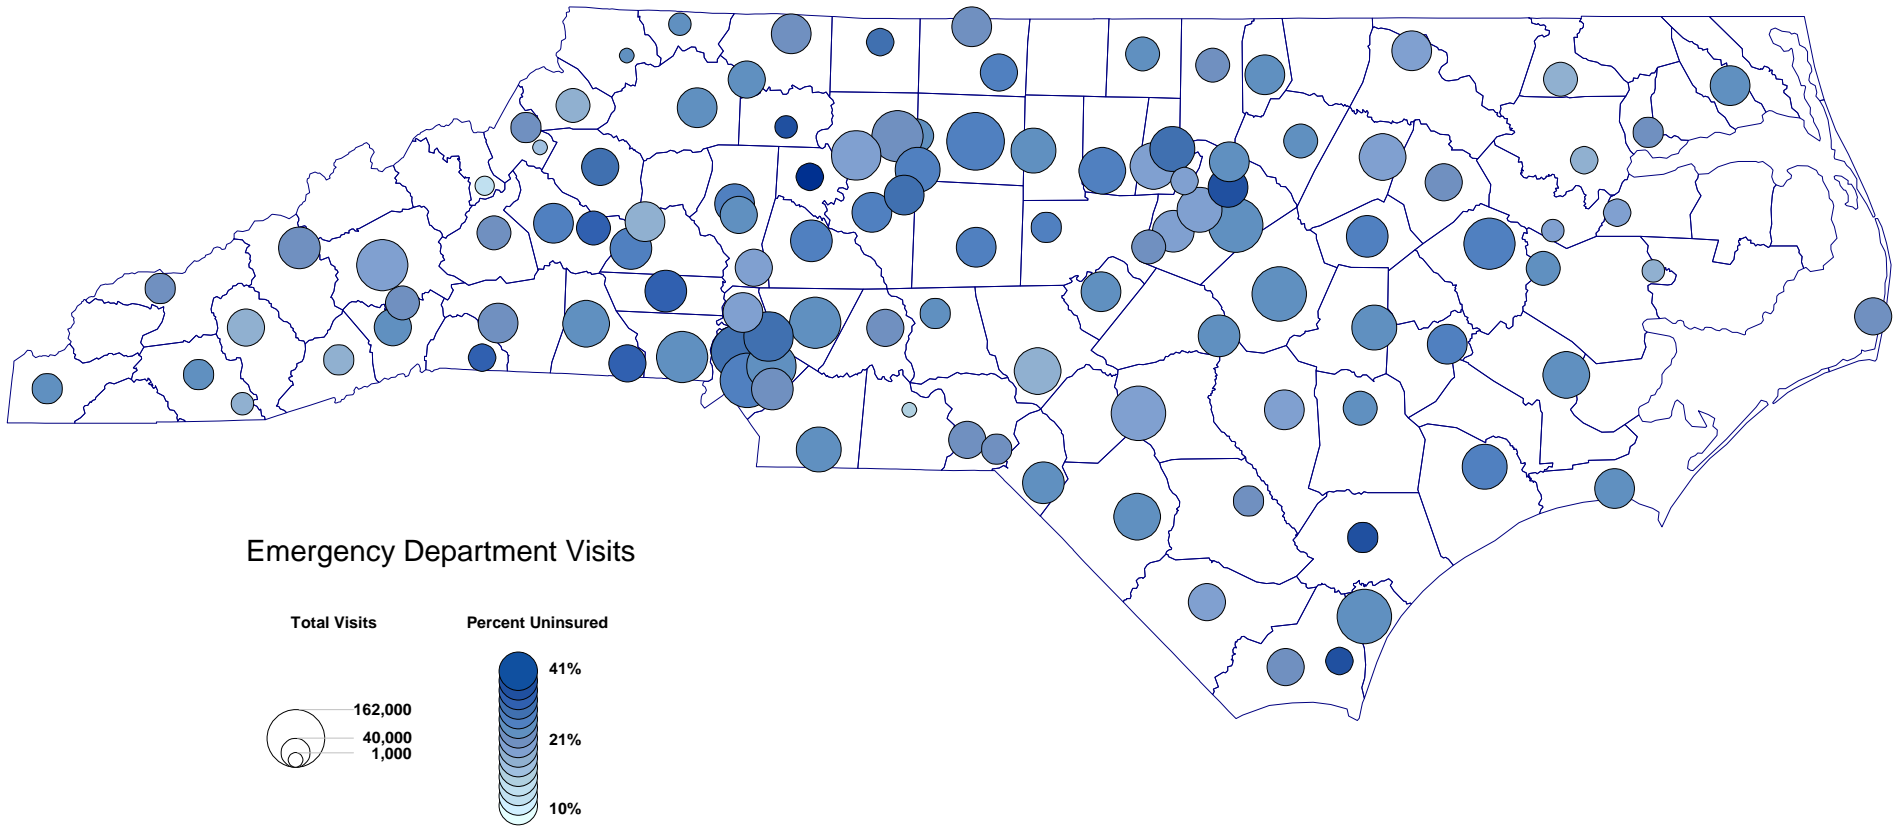 Emergency Department Visits
Total Visits
Percent Uninsured
162,000
40,000
1,000
41%
21%
10%